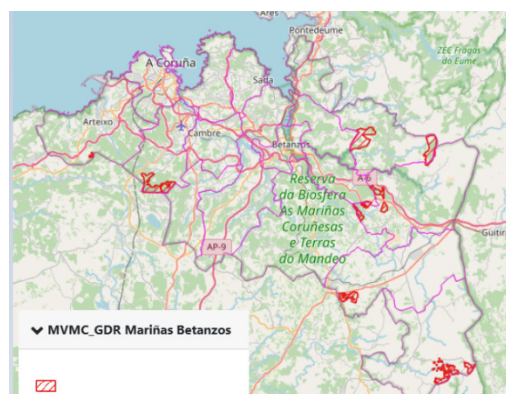 Ares
Pontedeume
ZEC Fragas
do Eume
A Coruña
Sada
Arteixo
Cambre
Betanzos
A-6
Reserva
da Biosfera
As Mariñas
Coruñesas
e Terras
do Mandeo
Guitiri
AP-9
MVMC_GDR Mariñas Betanzos